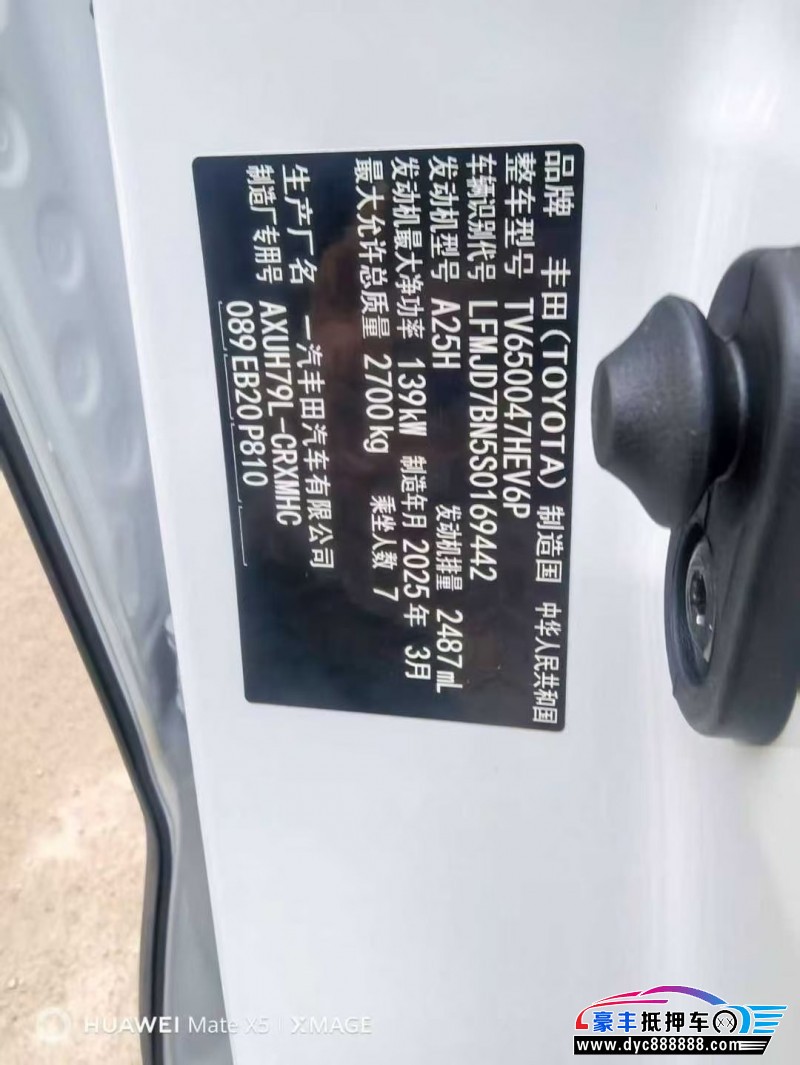 品牌 丰田(TOYOTA) 制造国 中华人民共和国
整车型号 TV650047HEV6P
车辆识别代号 LFMJD7BN5S0169442
发动机型号 A25H 发动机排量 2487mL
发动机最大净功率 139kW 制造年月 2025年 3月
最大允许总质量 2700kg 乘坐人数 7
生产厂名 一汽丰田汽车有限公司
制造厂专用号 AXUH79L-CRXMHC
089 EB20 P810
HUAWEI Mate X5 | XMAGE
豪丰抵押车
www.dyc888888.com